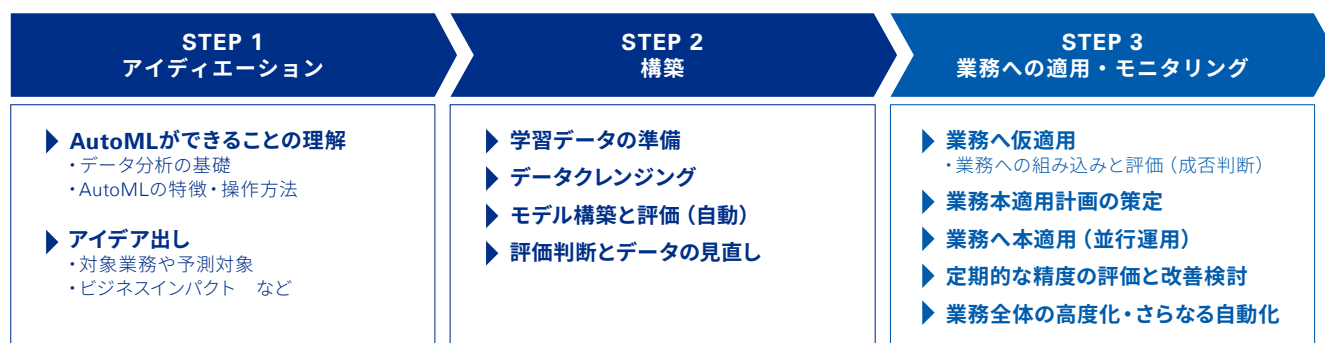 STEP 1
アイディエーション
AutoMLができることの理解
・データ分析の基礎
・AutoMLの特徴・操作方法
アイデア出し
・対象業務や予測対象
・ビジネスインパクト　など
STEP 2
構築
学習データの準備
データクレンジング
モデル構築と評価（自動）
評価判断とデータの見直し
STEP 3
業務への適用・モニタリング
業務へ仮適用
・業務への組み込みと評価（成否判断）
業務本適用計画の策定
業務へ本適用（並行運用）
定期的な精度の評価と改善検討
業務全体の高度化・さらなる自動化